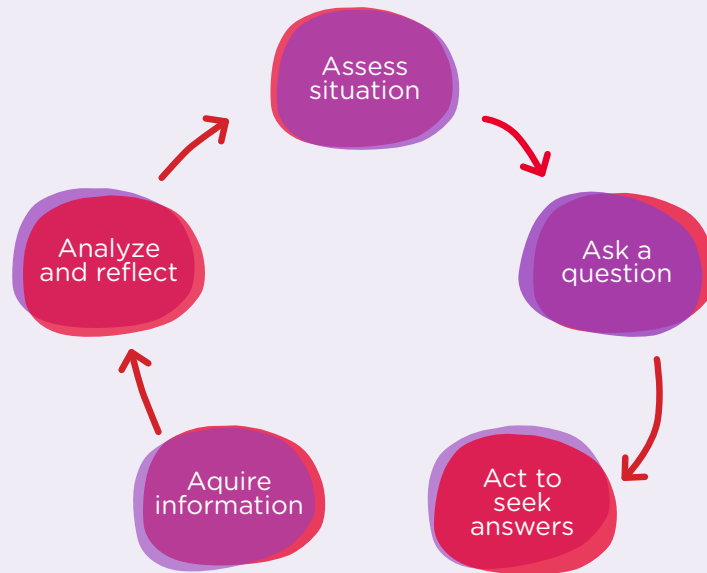 Assess
situation
Ask a
question
Act to
seek
answers
Aquire
information
Analyze
and reflect